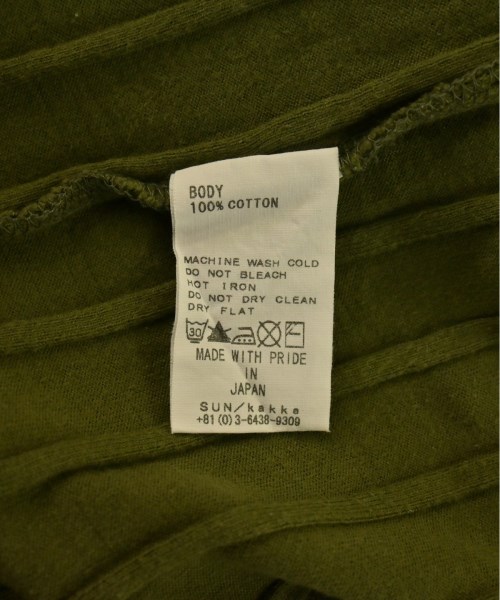 BODY
100% COTTON
MACHINE WASH COLD
DO NOT BLEACH
HOT IRON
DO NOT DRY CLEAN
DRY FLAT
30
MADE WITH PRIDE
IN
JAPAN
SUN/kakke
+81(0)3-6438-9309